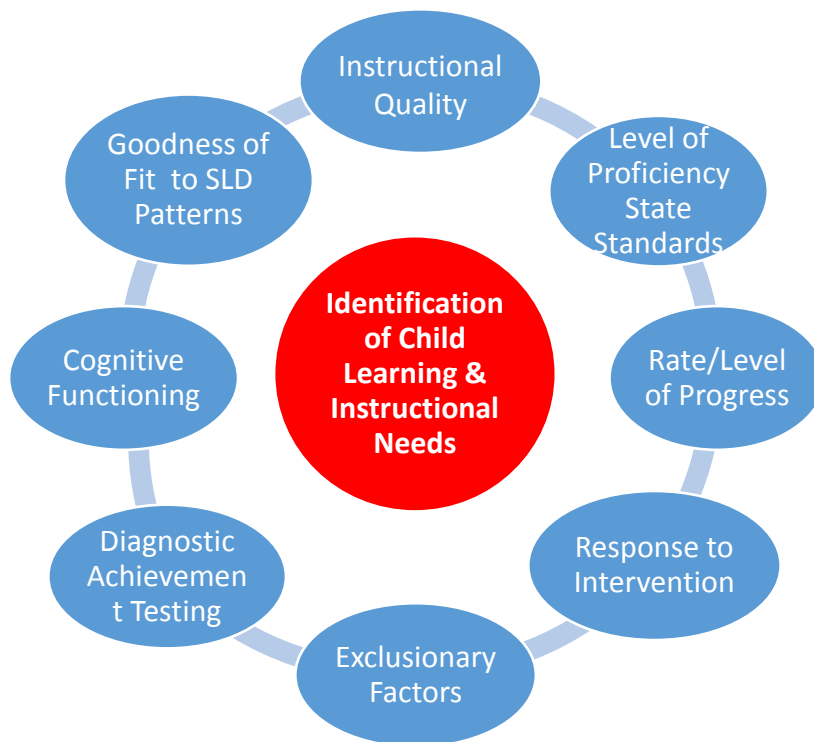 Instructional
Quality
Level of
Proficiency
State
Standards
Rate/Level
of Progress
Response to
Intervention
Exclusionary
Factors
Diagnostic
Achievemen
t Testing
Cognitive
Functioning
Goodness of
Fit to SLD
Patterns
Identification
of Child
Learning &
Instructional
Needs